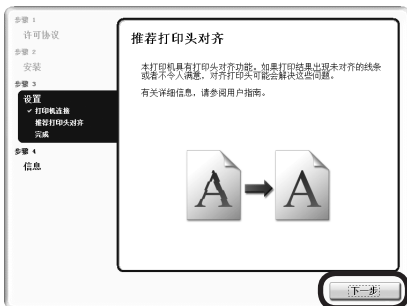 步骤 1
许可协议
步骤 2
安装
步骤 3
设置
✓ 打印机连接
推荐打印头对齐
完成
步骤 4
信息
推荐打印头对齐
本打印机具有打印头对齐功能。如果打印结果出现未对齐的线条
或者不令人满意，对齐打印头可能会解决这些问题。
有关详细信息，请参阅用户指南。
A
A
下一步